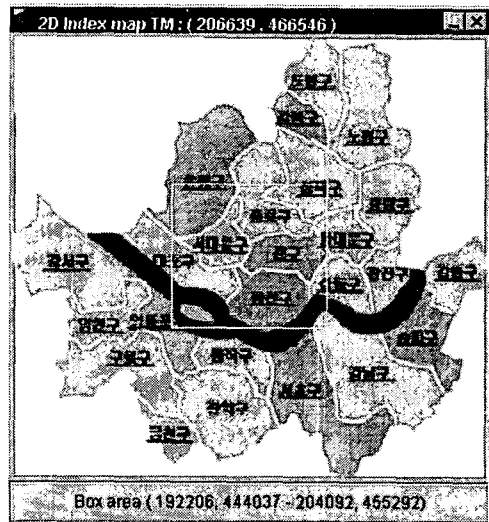 2D Index map TM : ( 206639 , 466546 )
도봉구
강북구
노원구
은평구
성북구
종로구
중랑구
서대문구
동대문구
중구
강서구
마포구
성동구
광진구
강동구
용산구
양천구
영등포
송파구
동작구
구로구
강남구
서초구
관악구
금천구
Box area ( 192206, 444037 - 204092, 455292)